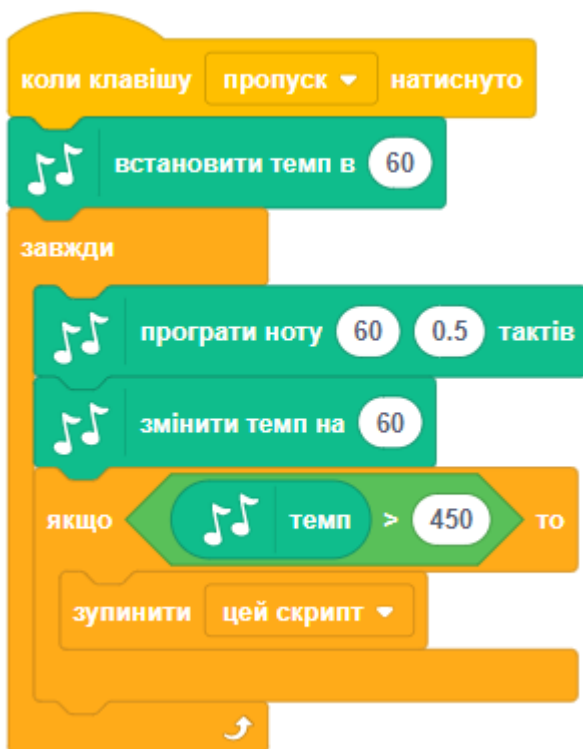 коли клавішу пропуск натиснуто
встановити темп в 60
завжди
програти ноту 60 0.5 тактів
змінити темп на 60
якщо темп > 450 то
зупинити цей скрипт